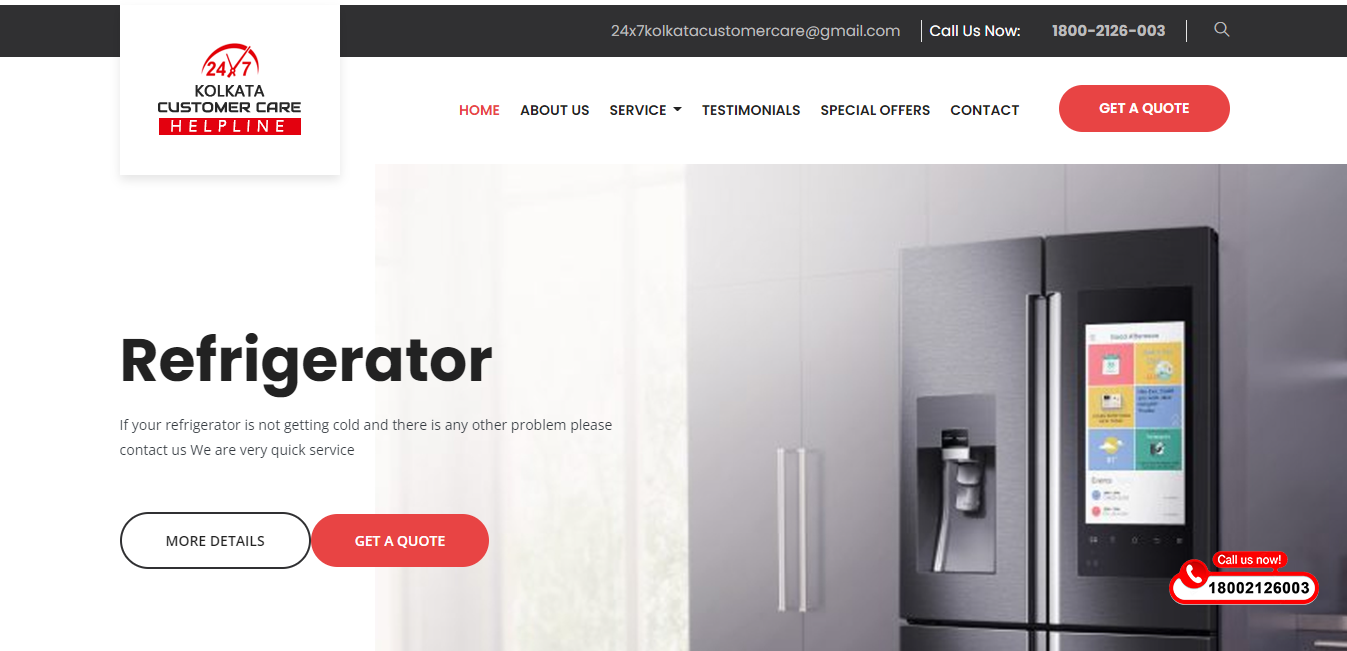 24x7kolkatacustomercare@gmail.com Call Us Now: 1800-2126-003
24x7
KOLKATA
CUSTOMER CARE
HELPLINE
HOME ABOUT US SERVICE TESTIMONIALS SPECIAL OFFERS CONTACT GET A QUOTE
Refrigerator
If your refrigerator is not getting cold and there is any other problem please
contact us We are very quick service
MORE DETAILS GET A QUOTE
Events
Call us now!
18002126003